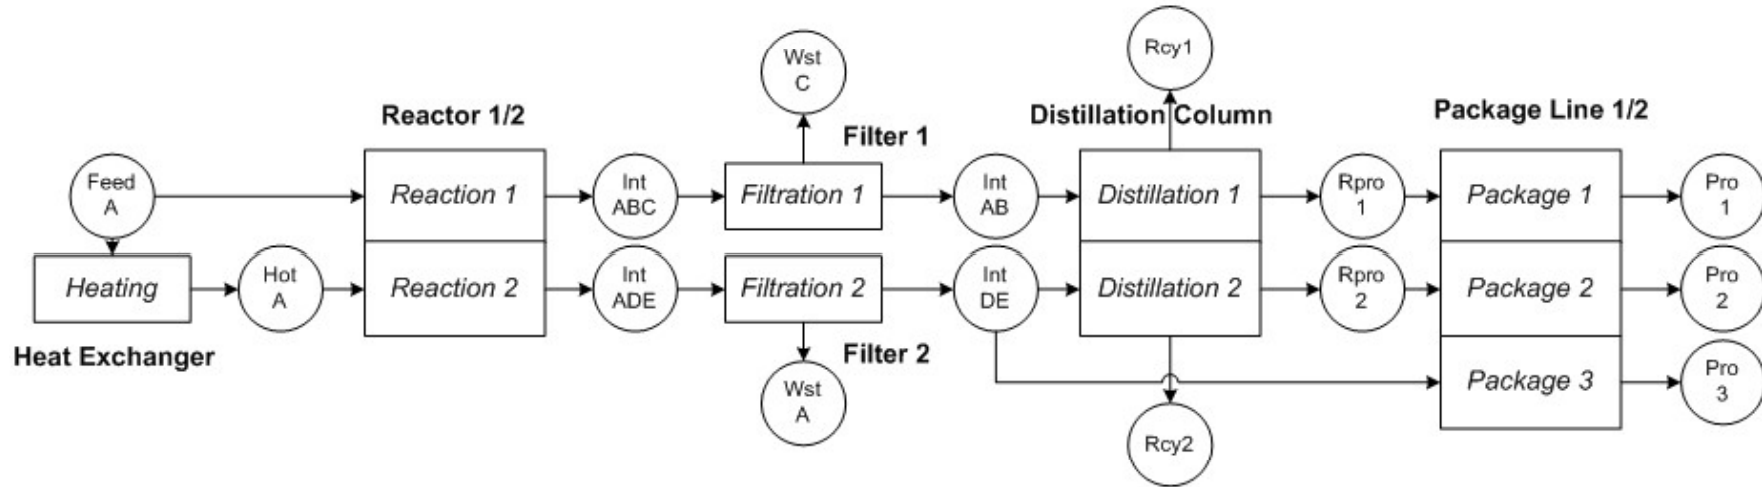 Rcy1
Wst
C
Reactor 1/2
Distillation Column
Package Line 1/2
Filter 1
Feed
A
Reaction 1
Int
ABC
Filtration 1
Int
AB
Distillation 1
Rpro
1
Package 1
Pro
1
Heating
Hot
A
Reaction 2
Int
ADE
Filtration 2
Int
DE
Distillation 2
Rpro
2
Package 2
Pro
2
Heat Exchanger
Filter 2
Wst
A
Package 3
Pro
3
Rcy2